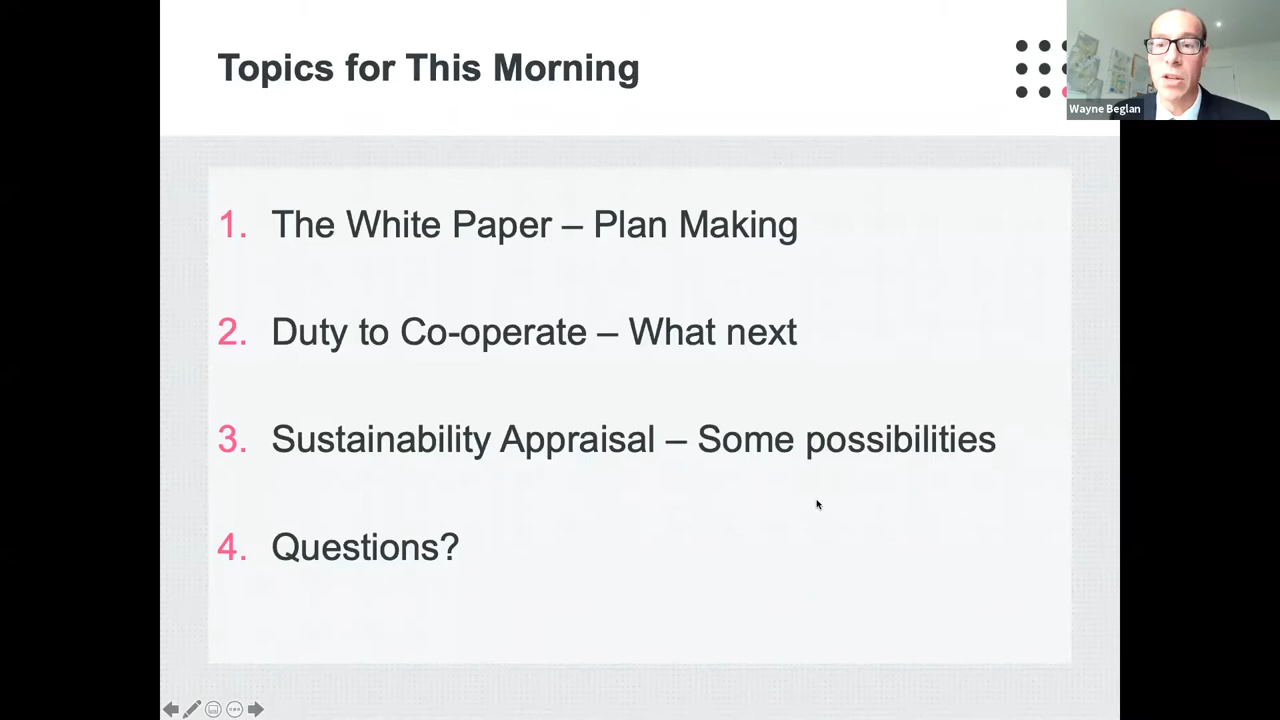 Topics for This Morning
Wayne Beglan
1. The White Paper – Plan Making
2. Duty to Co-operate – What next
3. Sustainability Appraisal – Some possibilities
4. Questions?